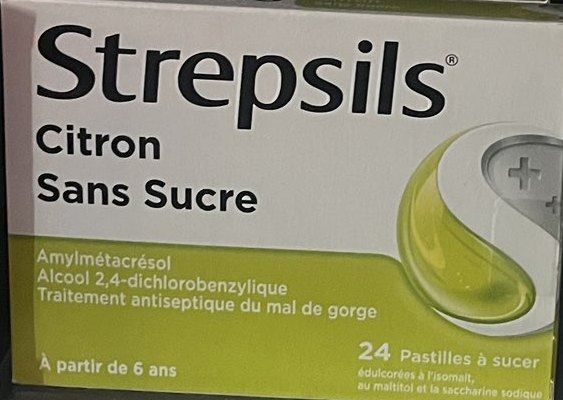 Strepsils®
Citron
Sans Sucre
Amylmétacrésol
Alcool 2,4-dichlorobenzylique
Traitement antiseptique du mal de gorge
À partir de 6 ans
24 Pastilles à sucer
édulcorées à l'isomalt,
au maltitol et la saccharine sodique